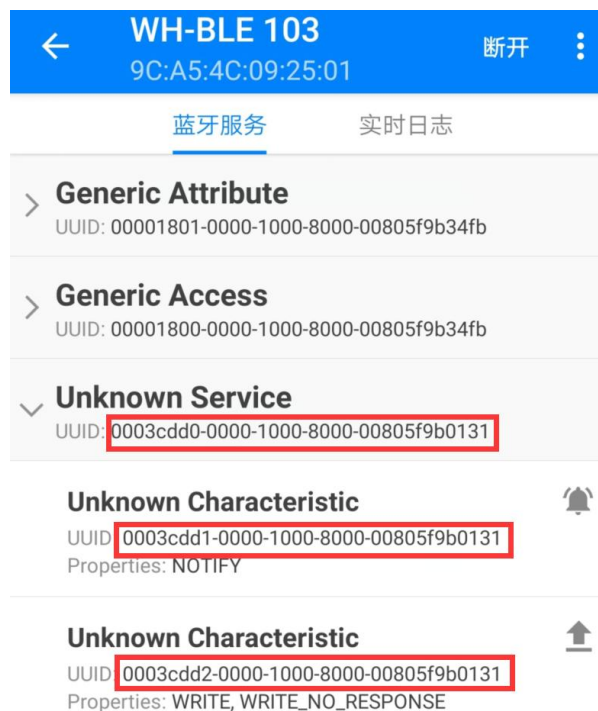 WH-BLE 103
9C:A5:4C:09:25:01
断开
蓝牙服务 实时日志
Generic Attribute
UUID: 00001801-0000-1000-8000-00805f9b34fb
Generic Access
UUID: 00001800-0000-1000-8000-00805f9b34fb
Unknown Service
UUID: 0003cdd0-0000-1000-8000-00805f9b0131
Unknown Characteristic
UUID 0003cdd1-0000-1000-8000-00805f9b0131
Properties: NOTIFY
Unknown Characteristic
UUID 0003cdd2-0000-1000-8000-00805f9b0131
Properties: WRITE, WRITE_NO_RESPONSE